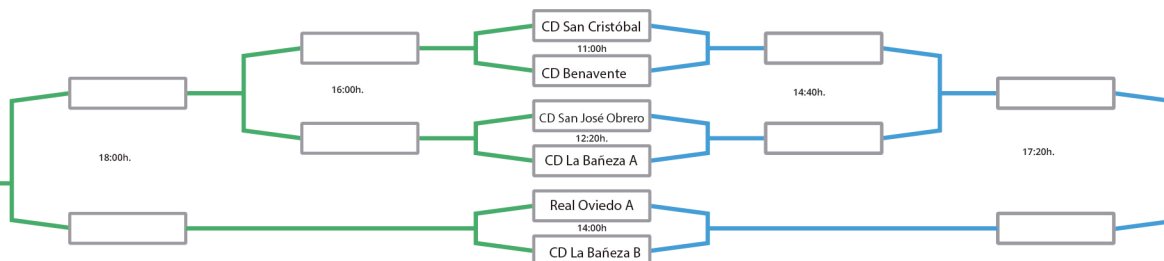 CD San Cristóbal
11:00h
CD Benavente
16:00h.
14:40h.
CD San José Obrero
12:20h.
CD La Bañeza A
18:00h.
17:20h.
Real Oviedo A
14:00h
CD La Bañeza B